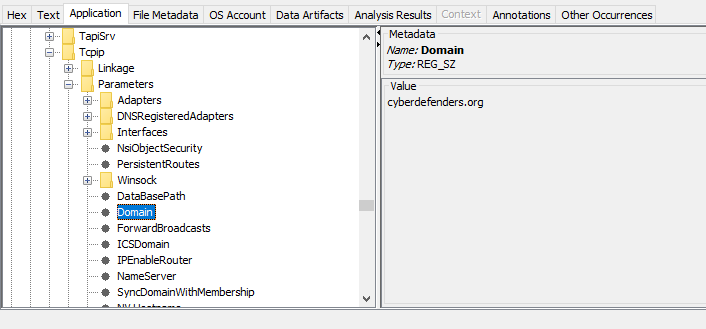 Hex Text Application File Metadata OS Account Data Artifacts Analysis Results Context Annotations Other Occurrences
TapiSrv
Tcpip
Linkage
Parameters
Adapters
DNSRegisteredAdapters
Interfaces
NsiObjectSecurity
PersistentRoutes
Winsock
DataBasePath
Domain
ForwardBroadcasts
ICSDomain
IPEnableRouter
NameServer
SyncDomainWithMembership
Metadata
Name: Domain
Type: REG_SZ
Value
cyberdefenders.org